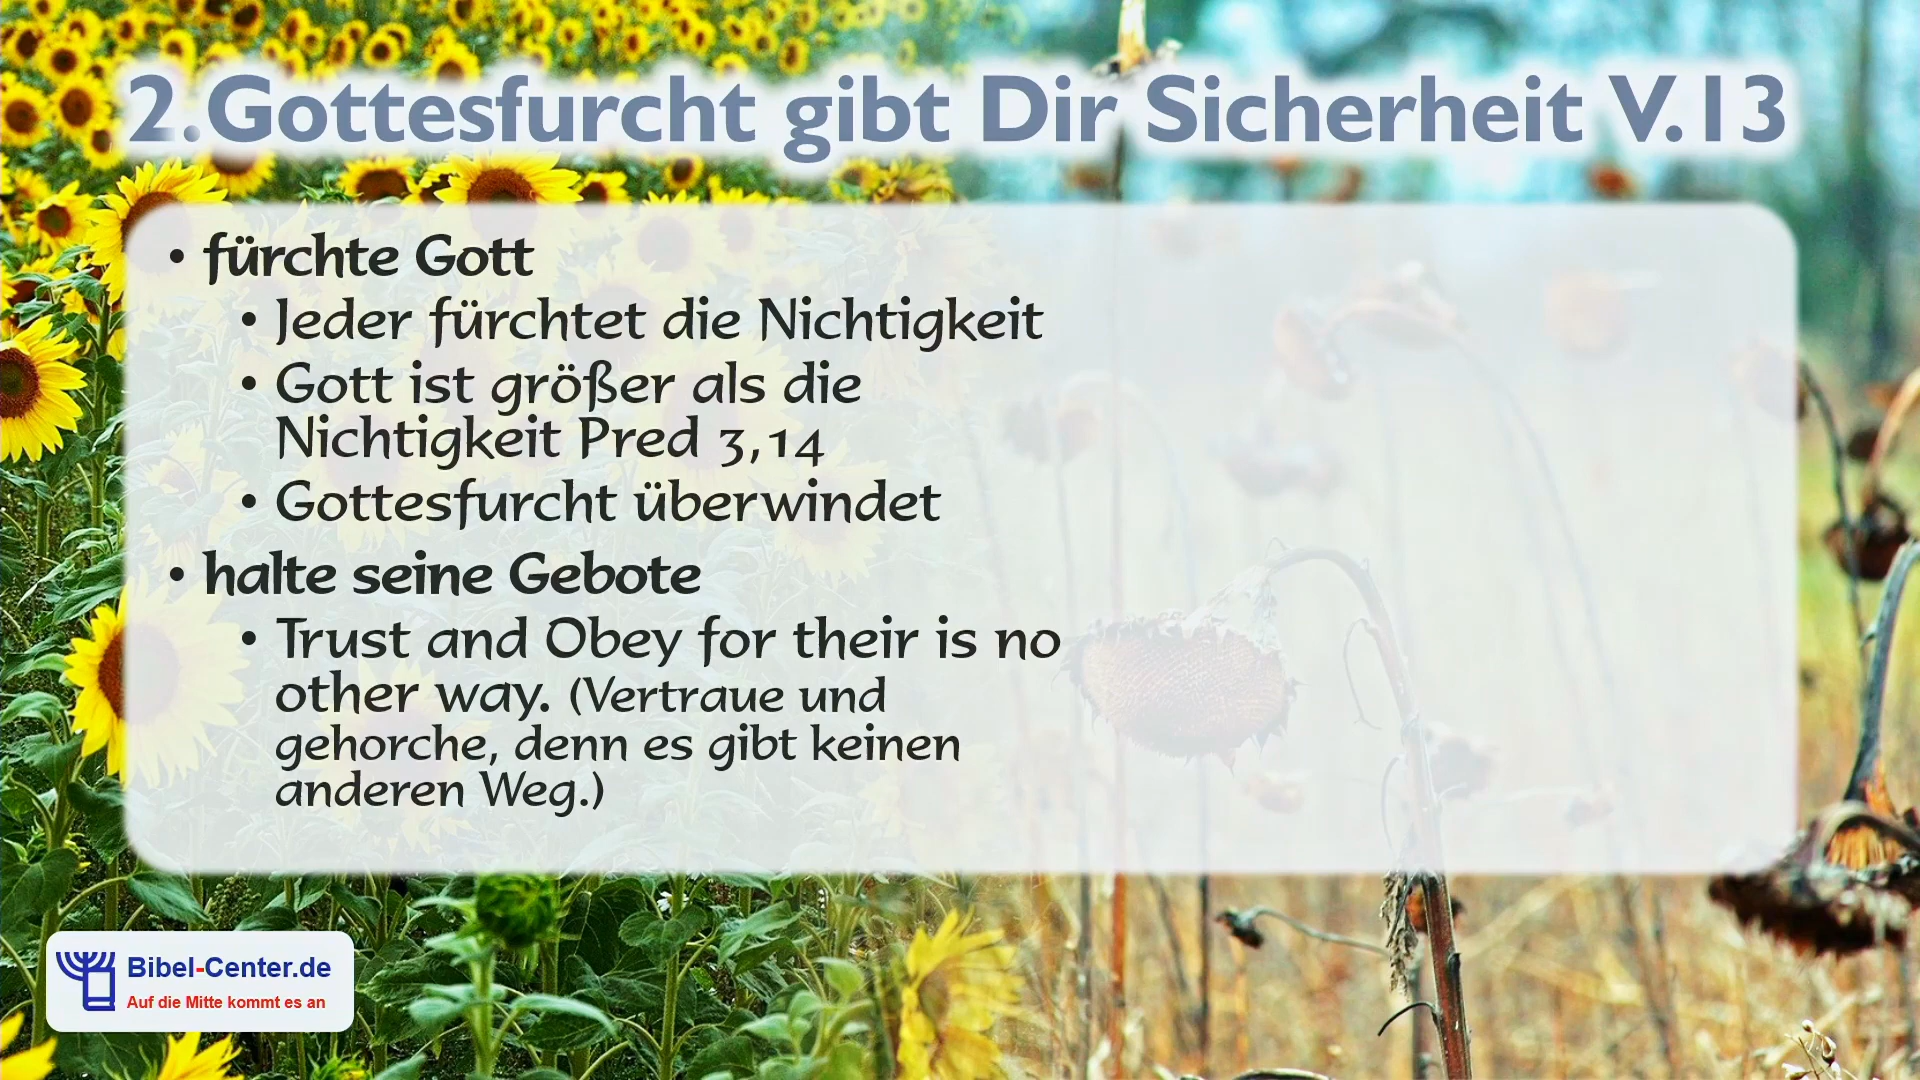 2.Gottesfurcht gibt Dir Sicherheit V.13
• fürchte Gott
• Jeder fürchtet die Nichtigkeit
• Gott ist größer als die
Nichtigkeit Pred 3,14
• Gottesfurcht überwindet
• halte seine Gebote
• Trust and Obey for their is no
other way. (Vertraue und
gehorche, denn es gibt keinen
anderen Weg.)
Bibel-Center.de
Auf die Mitte kommt es an